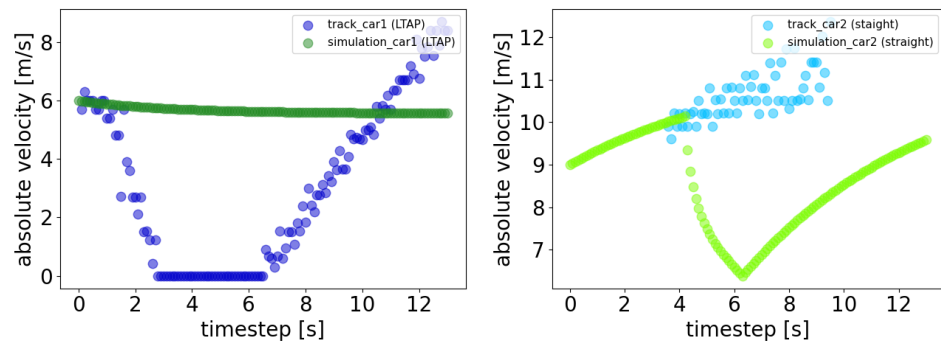 track_car1 (LTAP)
simulation_car1 (LTAP)
8
6
4
2
0
absolute velocity [m/s]
0 2 4 6 8 10 12
timestep [s]
track_car2 (staight)
simulation_car2 (straight)
12
11
10
9
8
7
absolute velocity [m/s]
0 2 4 6 8 10 12
timestep [s]